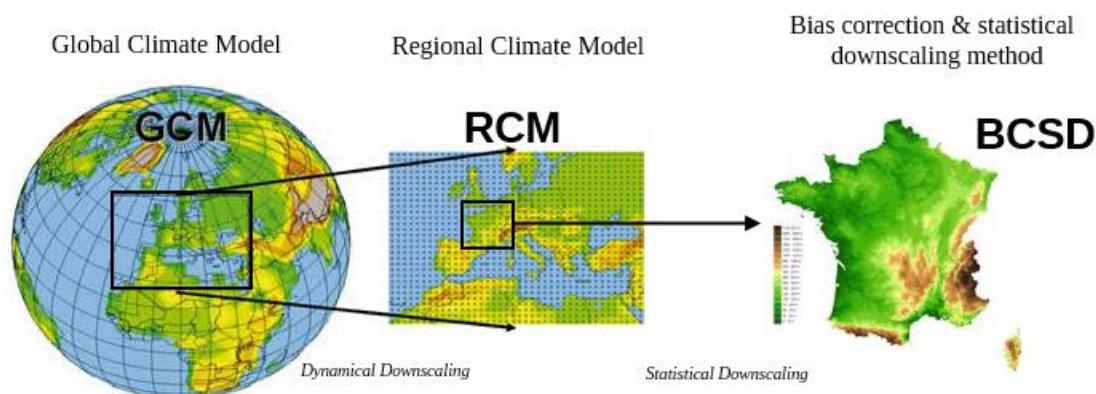 Global Climate Model
Regional Climate Model
Bias correction & statistical
downscaling method
GCM
RCM
BCSD
Dynamical Downscaling
Statistical Downscaling